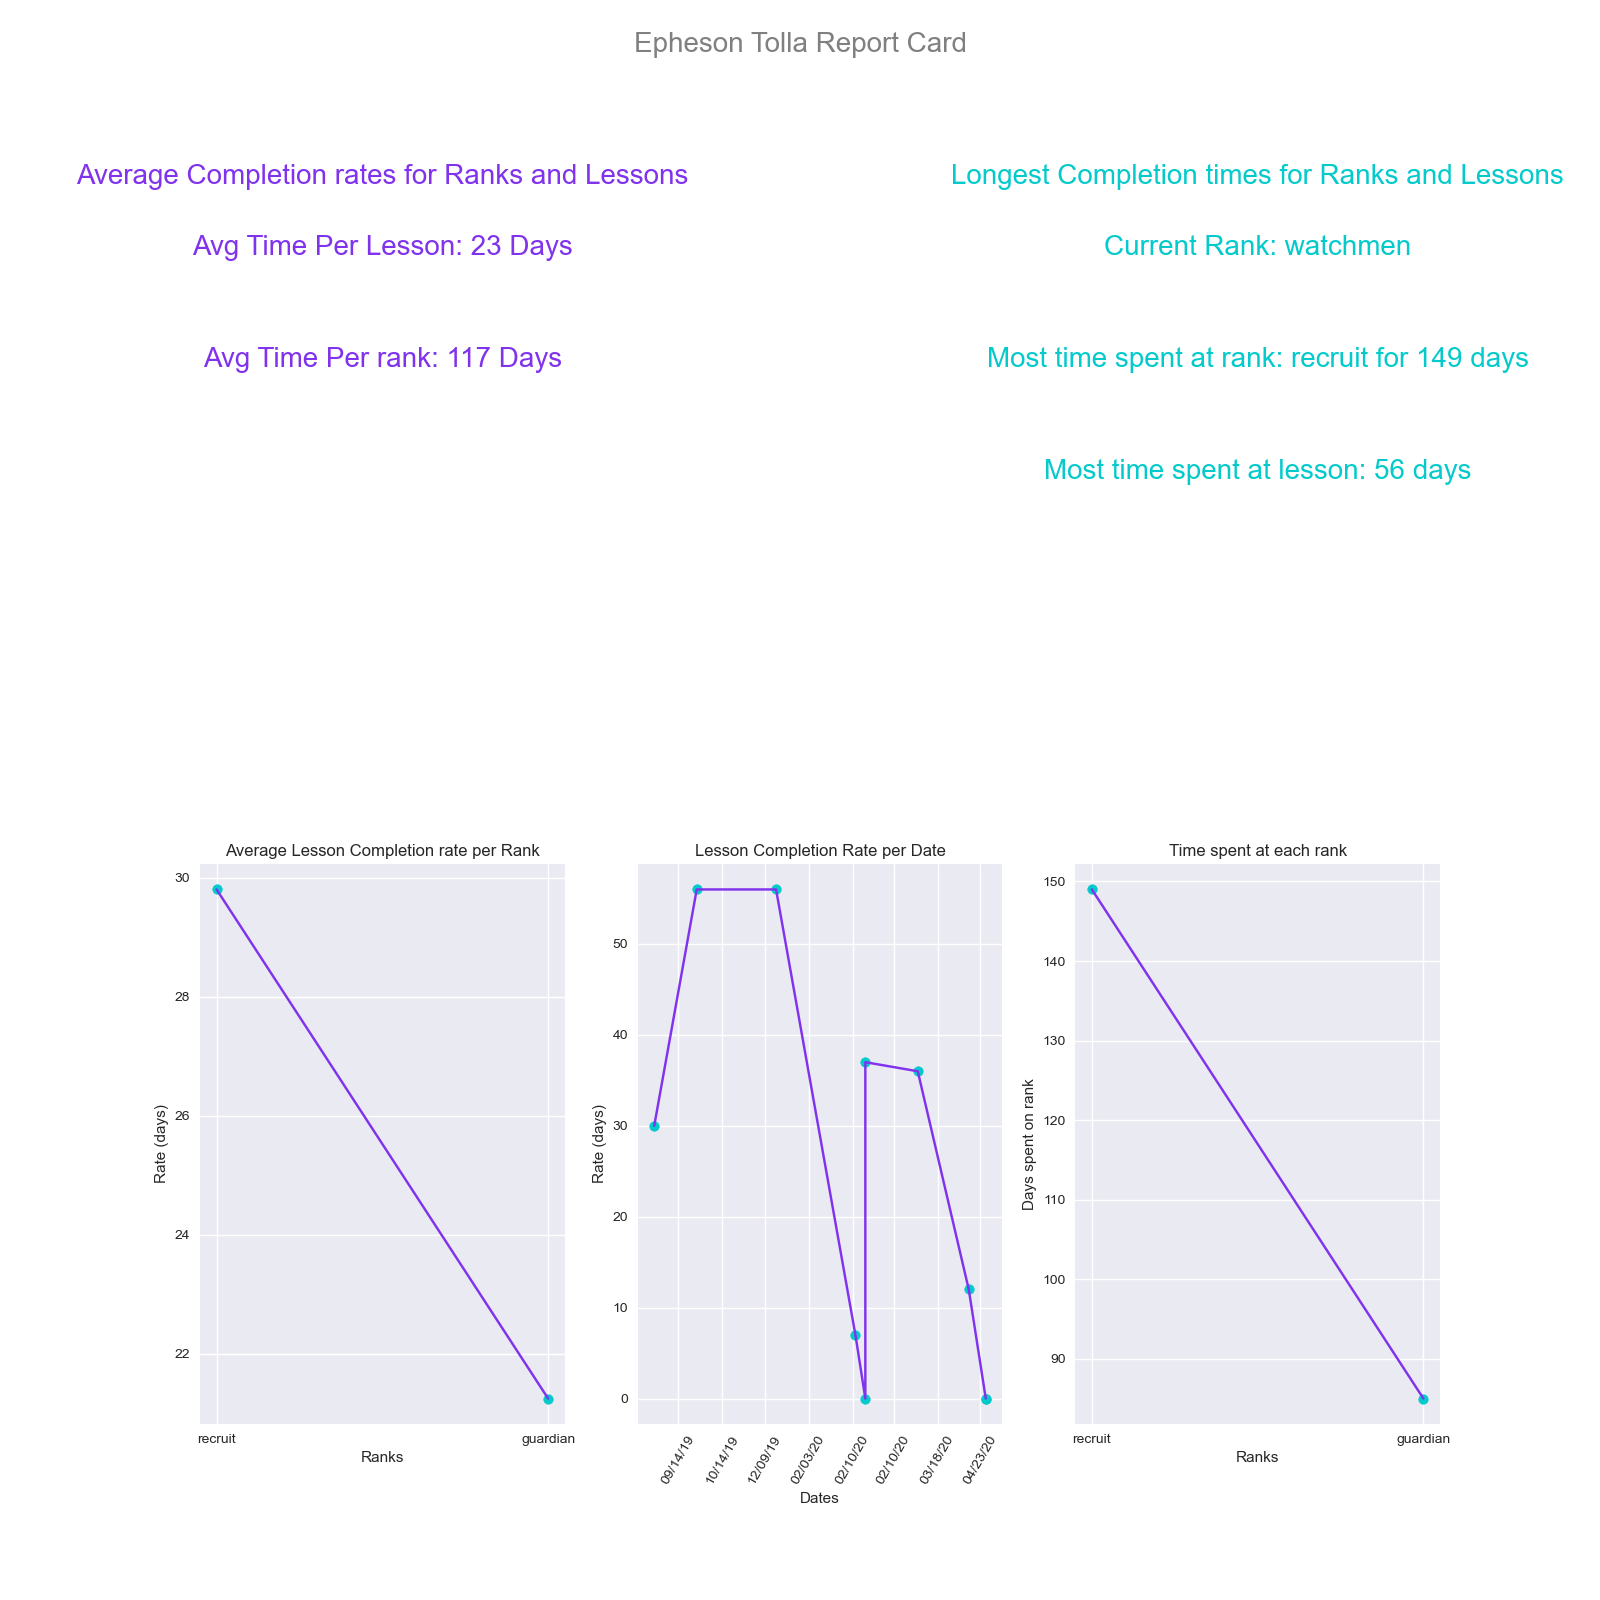 Epheson Tolla Report Card
Average Completion rates for Ranks and Lessons
Avg Time Per Lesson: 23 Days
Avg Time Per rank: 117 Days
Longest Completion times for Ranks and Lessons
Current Rank: watchmen
Most time spent at rank: recruit for 149 days
Most time spent at lesson: 56 days
Average Lesson Completion rate per Rank
30
28
26
24
22
Rate (days)
recruit
guardian
Ranks
Lesson Completion Rate per Date
50
40
30
20
10
0
Rate (days)
09/14/19
10/14/19
12/09/19
02/03/20
02/10/20
02/10/20
03/18/20
04/23/20
Dates
Time spent at each rank
150
140
130
120
110
100
90
Days spent on rank
recruit
guardian
Ranks